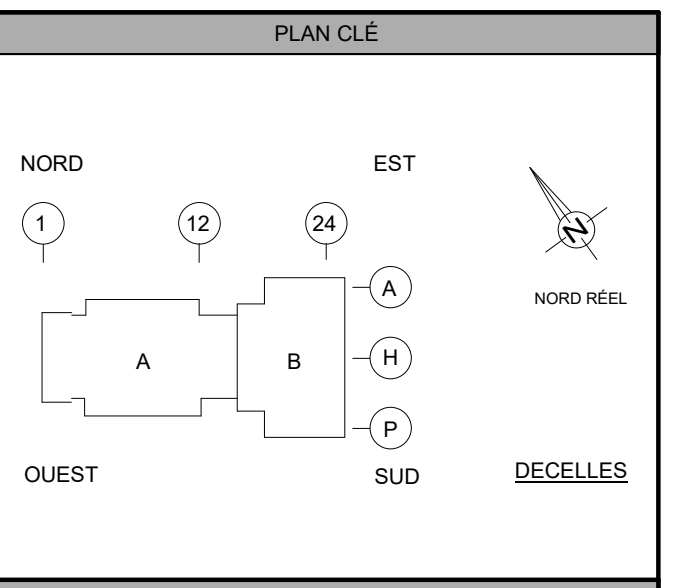 PLAN CLÉ
NORD
EST
1
12
24
N
A
NORD RÉEL
A
B
H
P
OUEST
SUD
DECELLES